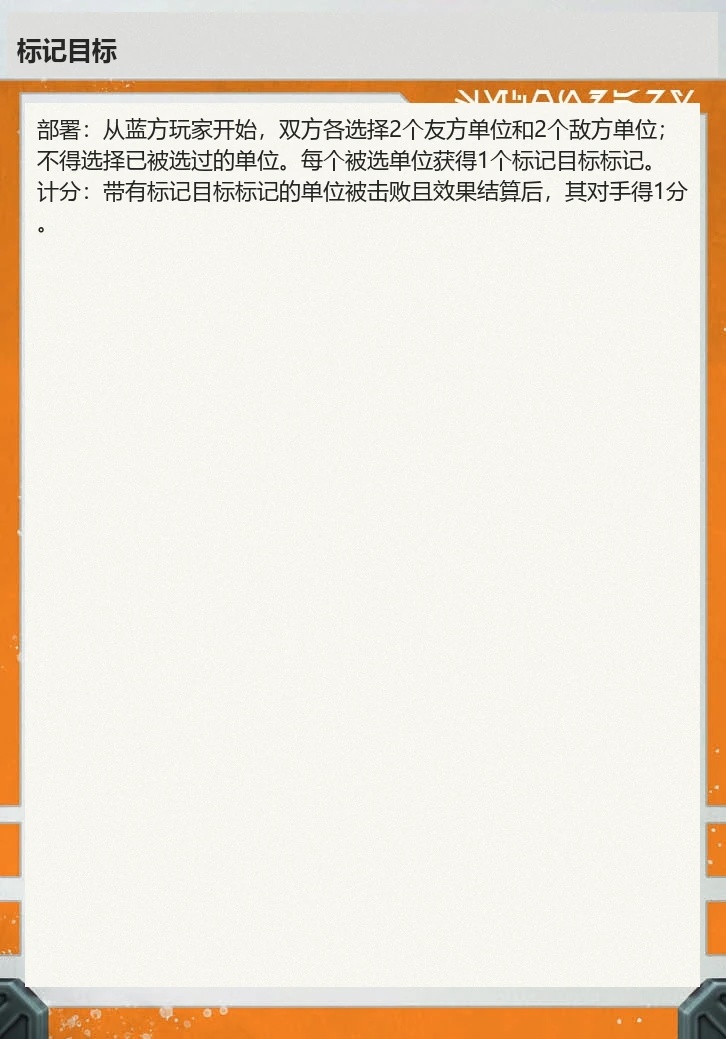 标记目标
部署：从蓝方玩家开始，双方各选择2个友方单位和2个敌方单位；
不得选择已被选过的单位。每个被选单位获得1个标记目标标记。
计分：带有标记目标标记的单位被击败且效果结算后，其对手得1分
。